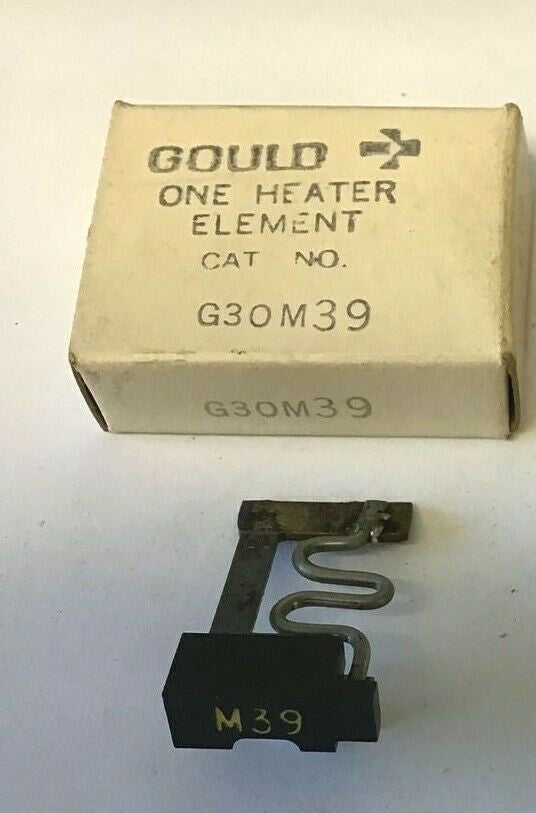 GOULD
ONE HEATER
ELEMENT
CAT NO.
G30M39
G30M39
M39